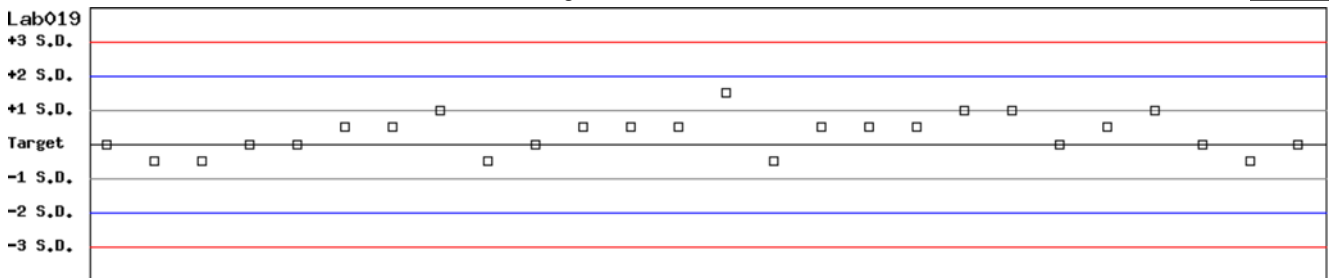 Lab019
+3 S.D.
+2 S.D.
+1 S.D.
Target
-1 S.D.
-2 S.D.
-3 S.D.